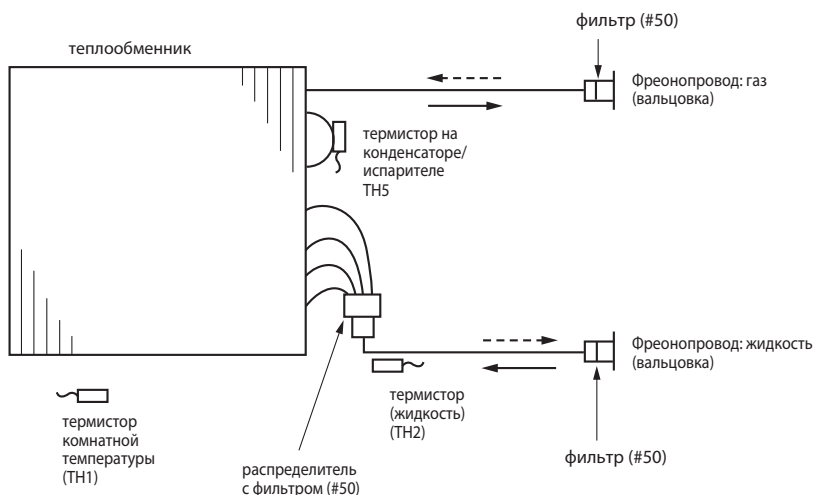 фильтр (#50)
теплообменник
Фреонопровод: газ
(вальцовка)
термистор на
конденсаторе/
испарителе
TH5
Фреонопровод: жидкость
(вальцовка)
термистор
(жидкость)
(TH2)
термистор
комнатной
температуры
(TH1)
распределитель
с фильтром (#50)
фильтр (#50)